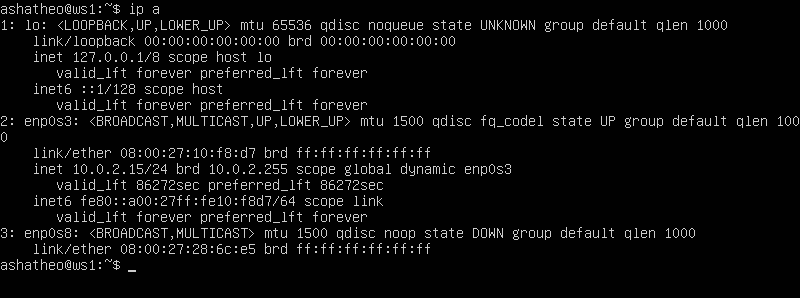 ashatheo@ws1:~$ ip a
1: lo: <LOOPBACK,UP,LOWER_UP> mtu 65536 qdisc noqueue state UNKNOWN group default qlen 1000
    link/loopback 00:00:00:00:00:00 brd 00:00:00:00:00:00
    inet 127.0.0.1/8 scope host lo
       valid_lft forever preferred_lft forever
    inet6 ::1/128 scope host
       valid_lft forever preferred_lft forever
2: enp0s3: <BROADCAST,MULTICAST,UP,LOWER_UP> mtu 1500 qdisc fq_codel state UP group default qlen 100
0
    link/ether 08:00:27:10:f8:d7 brd ff:ff:ff:ff:ff:ff
    inet 10.0.2.15/24 brd 10.0.2.255 scope global dynamic enp0s3
       valid_lft 86272sec preferred_lft 86272sec
    inet6 fe80::a00:27ff:fe10:f8d7/64 scope link
       valid_lft forever preferred_lft forever
3: enp0s8: <BROADCAST,MULTICAST> mtu 1500 qdisc noop state DOWN group default qlen 1000
    link/ether 08:00:27:28:6c:e5 brd ff:ff:ff:ff:ff:ff
ashatheo@ws1:~$ _